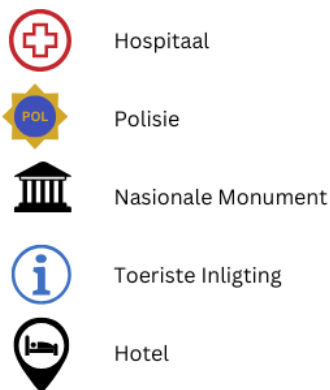 Hospitaal
POL
Polisie
Nasionale Monument
Toeriste Inligting
Hotel